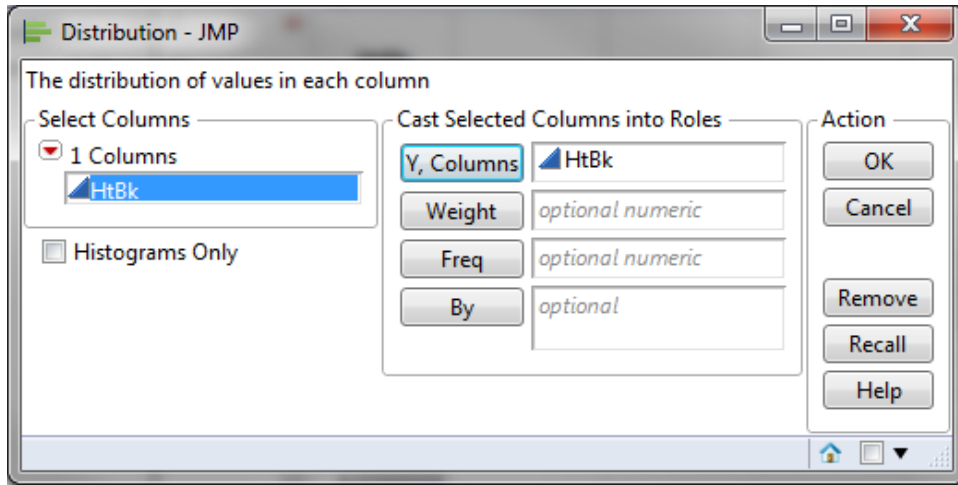 Distribution - JMP
The distribution of values in each column
Select Columns
1 Columns
HtBk
Histograms Only
Cast Selected Columns into Roles
Y, Columns
HtBk
Weight
optional numeric
Freq
optional numeric
By
optional
Action
OK
Cancel
Remove
Recall
Help